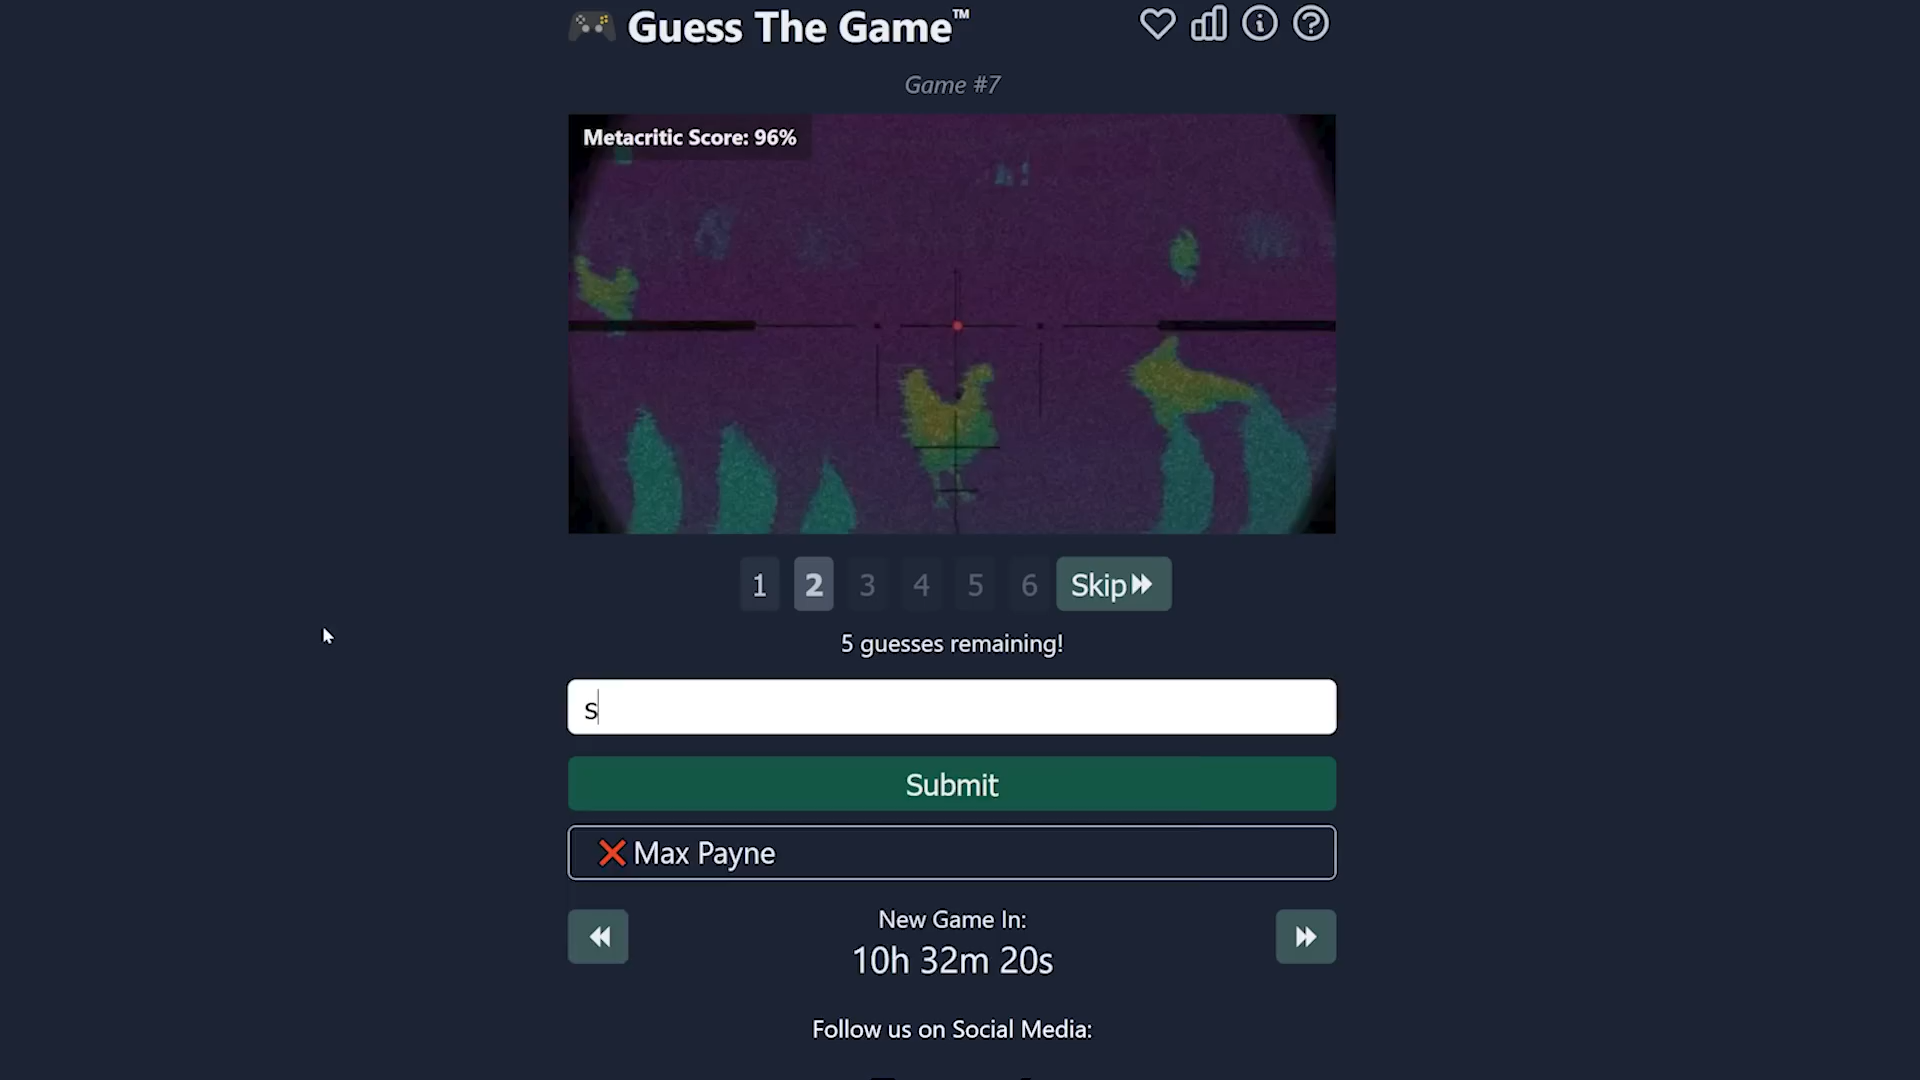 Guess The Game™
Game #7
Metacritic Score: 96%
1 2 3 4 5 6 Skip
5 guesses remaining!
s
Submit
Max Payne
New Game In:
10h 32m 20s
Follow us on Social Media: